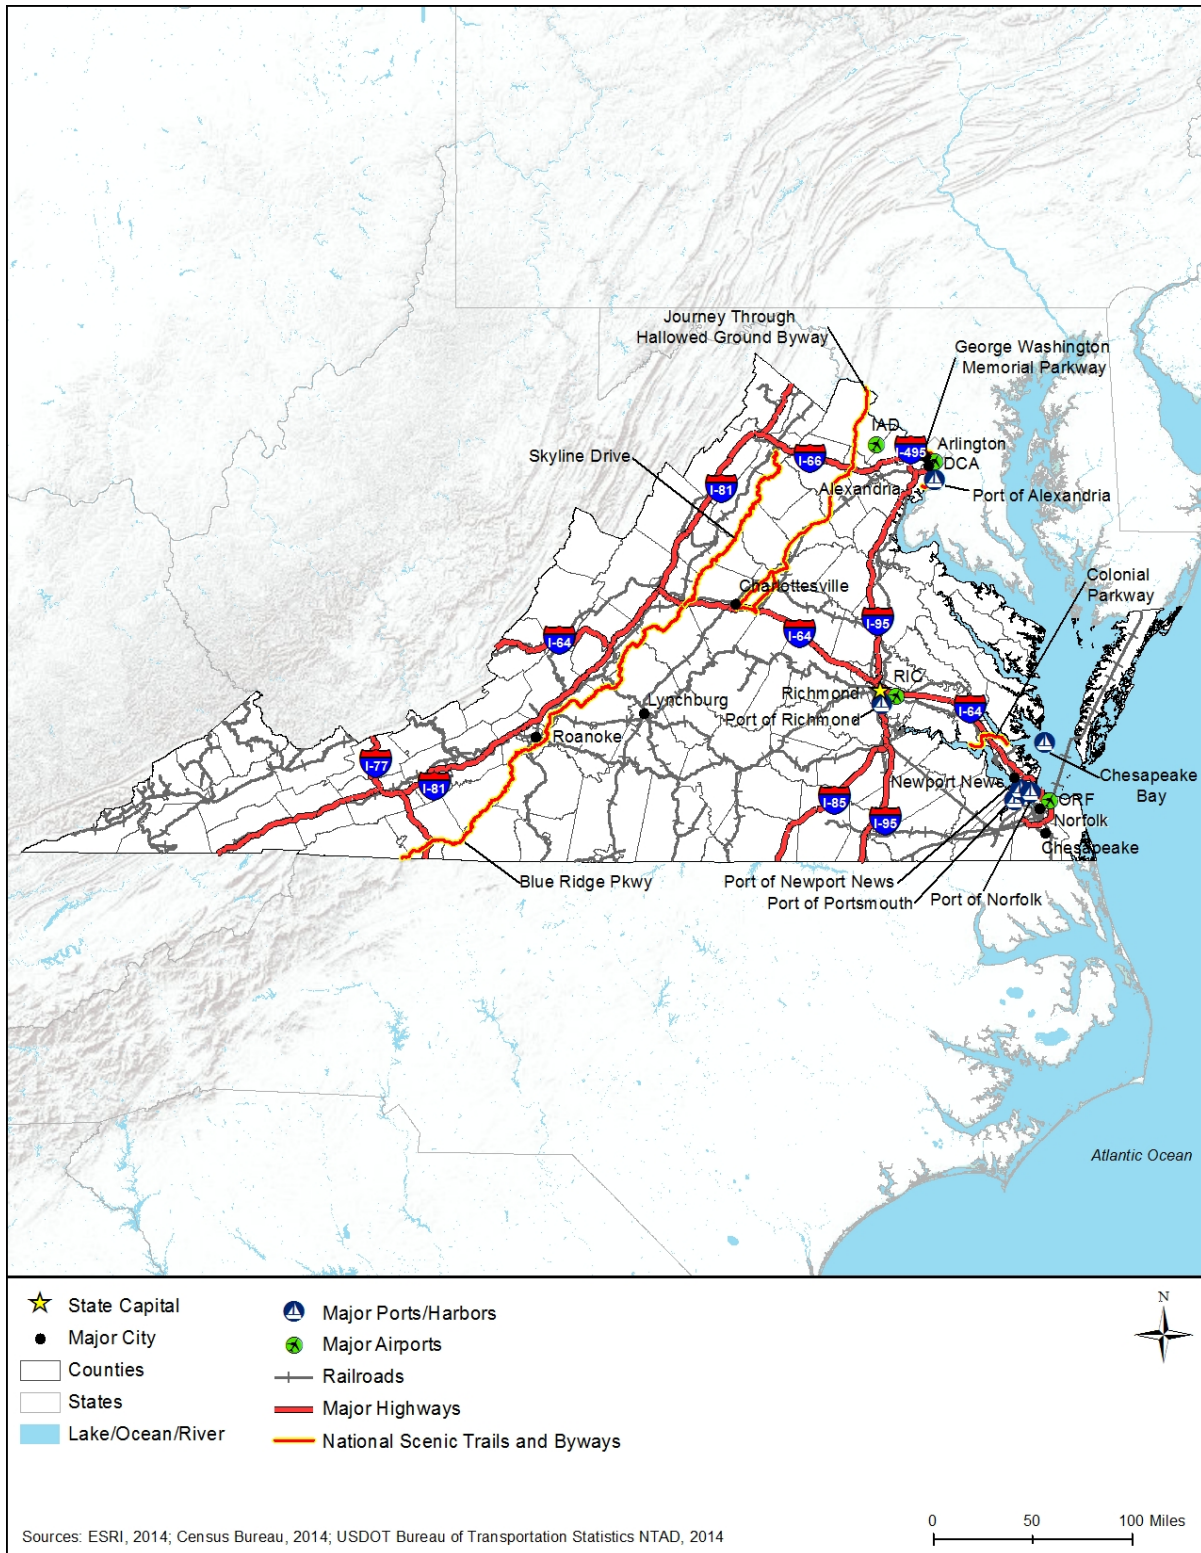 Journey Through
Hallowed Ground Byway
George Washington
Memorial Parkway
IAD
I-495
Arlington
DCA
Skyline Drive
I-66
I-81
Alexandria
Port of Alexandria
Colonial
Parkway
Charlottesville
I-95
I-64
I-64
RIC
Richmond
Lynchburg
Port of Richmond
I-64
Roanoke
I-77
I-81
Newport News
Chesapeake
Bay
I-85
ORF
I-95
Norfolk
Chesapeake
Blue Ridge Pkwy
Port of Newport News
Port of Portsmouth
Port of Norfolk
Atlantic Ocean
State Capital
Major City
Counties
States
Lake/Ocean/River
Major Ports/Harbors
Major Airports
Railroads
Major Highways
National Scenic Trails and Byways
N
Sources: ESRI, 2014; Census Bureau, 2014; USDOT Bureau of Transportation Statistics NTAD, 2014
0 50 100 Miles